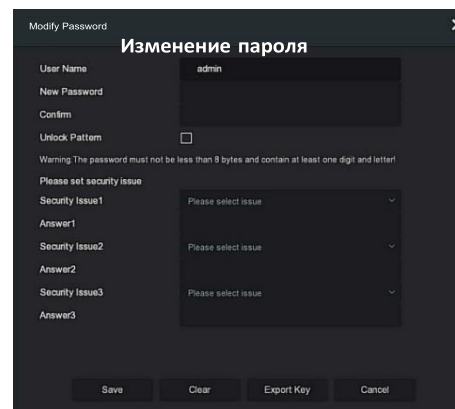 Modify Password
Изменение пароля
User Name admin
New Password
Confirm
Unlock Pattern
Warning:The password must not be less than 8 bytes and contain at least one digit and letter!
Please set security issue
Security Issue1 Please select issue
Answer1
Security Issue2 Please select issue
Answer2
Security Issue3 Please select issue
Answer3
Save Clear Export Key Cancel